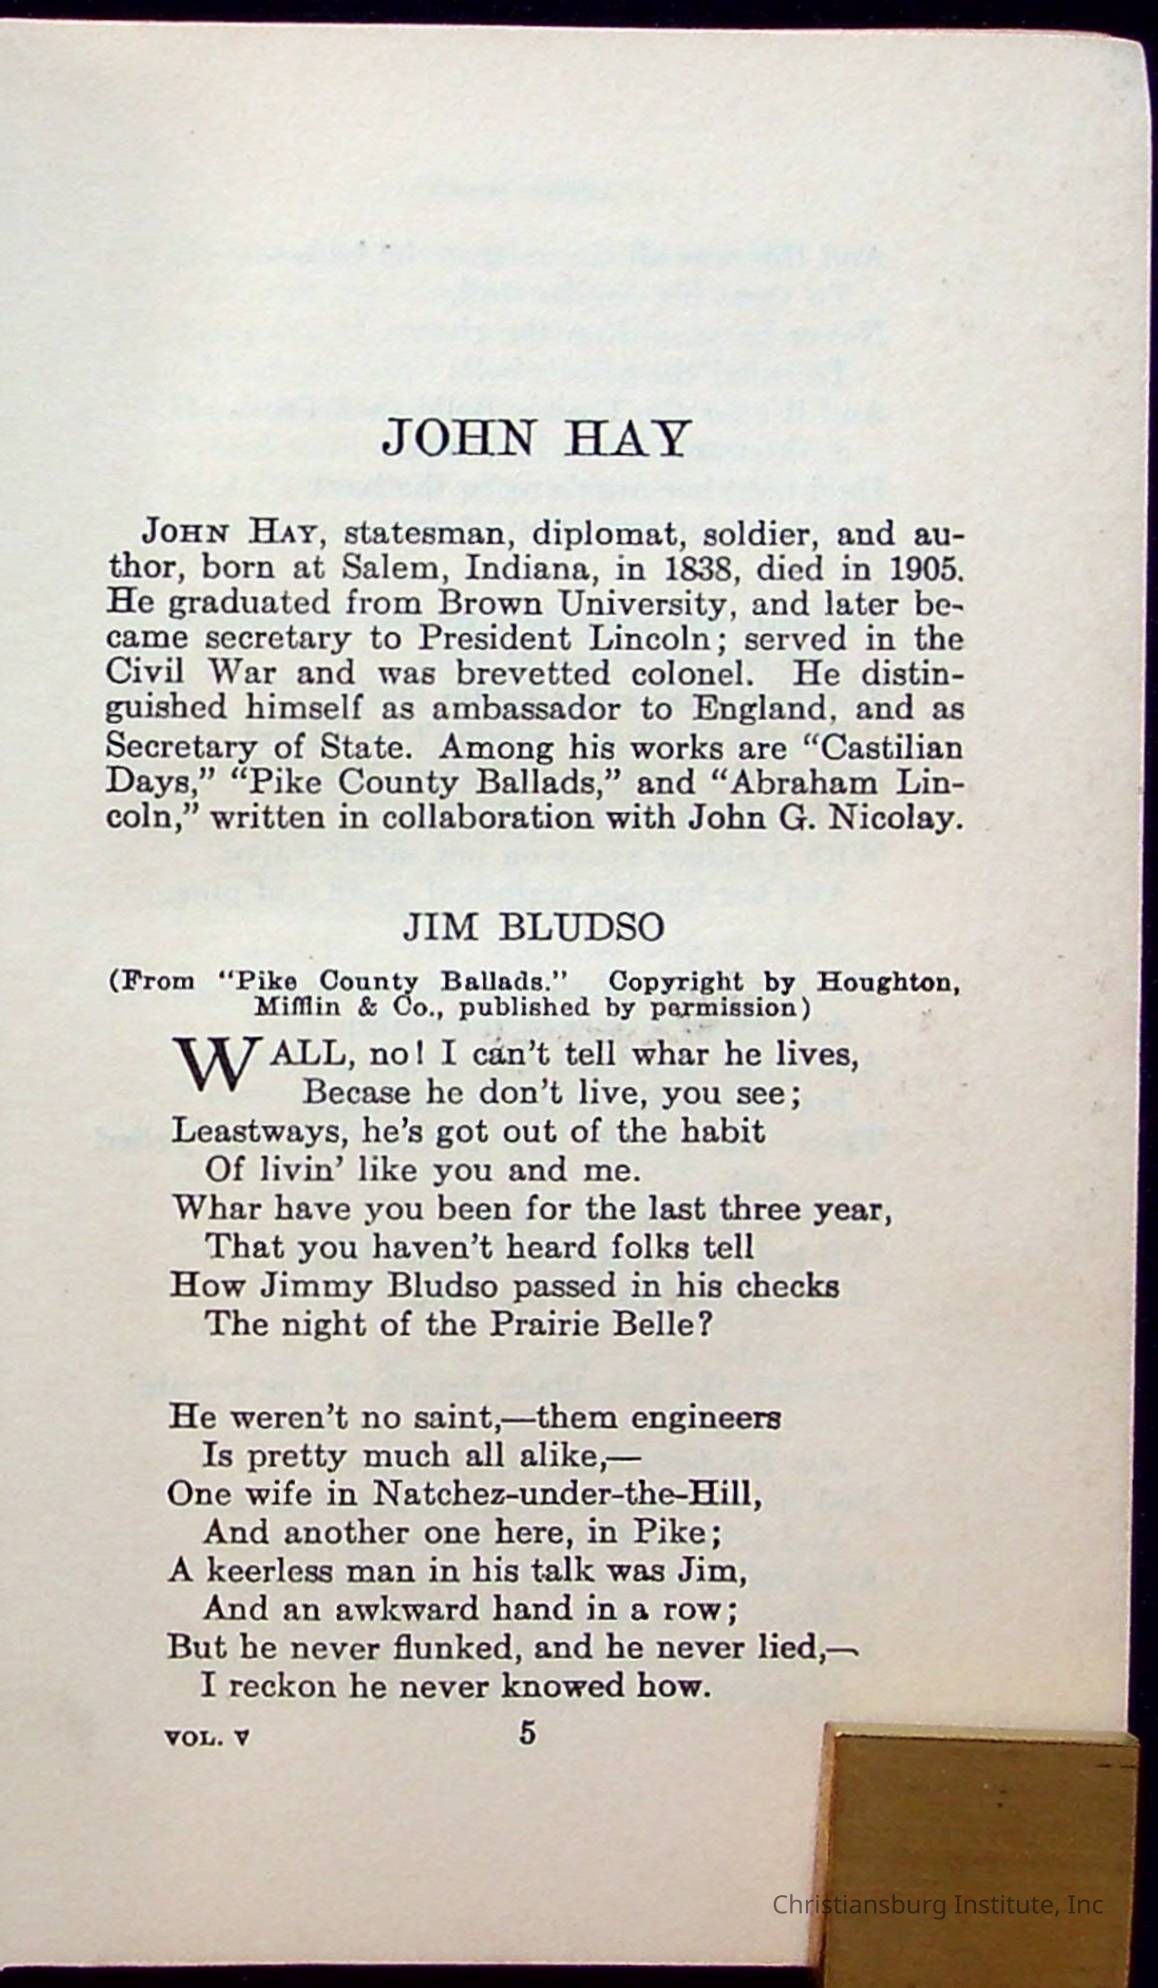 JOHN HAY
JOHN HAY, statesman, diplomat, soldier, and au-
thor, born at Salem, Indiana, in 1838, died in 1905.
He graduated from Brown University, and later be-
came secretary to President Lincoln; served in the
Civil War and was brevetted colonel. He distin-
guished himself as ambassador to England, and as
Secretary of State. Among his works are “Castilian
Days,” “Pike County Ballads,” and “Abraham Lin-
coln,” written in collaboration with John G. Nicolay.
JIM BLUDSO
(From “Pike County Ballads.” Copyright by Houghton,
Mifflin & Co., published by permission)
WALL, no! I can’t tell whar he lives,
Becase he don’t live, you see;
Leastways, he’s got out of the habit
Of livin’ like you and me.
Whar have you been for the last three year,
That you haven’t heard folks tell
How Jimmy Bludso passed in his checks
The night of the Prairie Belle?
He weren’t no saint,—them engineers
Is pretty much all alike,—
One wife in Natchez-under-the-Hill,
And another one here, in Pike;
A keerless man in his talk was Jim,
And an awkward hand in a row;
But he never flunked, and he never lied,—
I reckon he never knowed how.
VOL. V 5
Christiansburg Institute, Inc